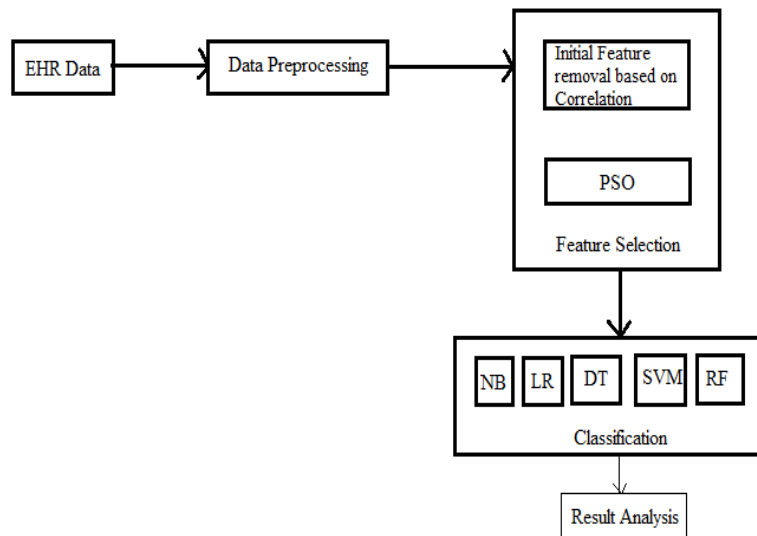 EHR Data
Data Preprocessing
Initial Feature
removal based on
Correlation
PSO
Feature Selection
NB
LR
DT
SVM
RF
Classification
Result Analysis